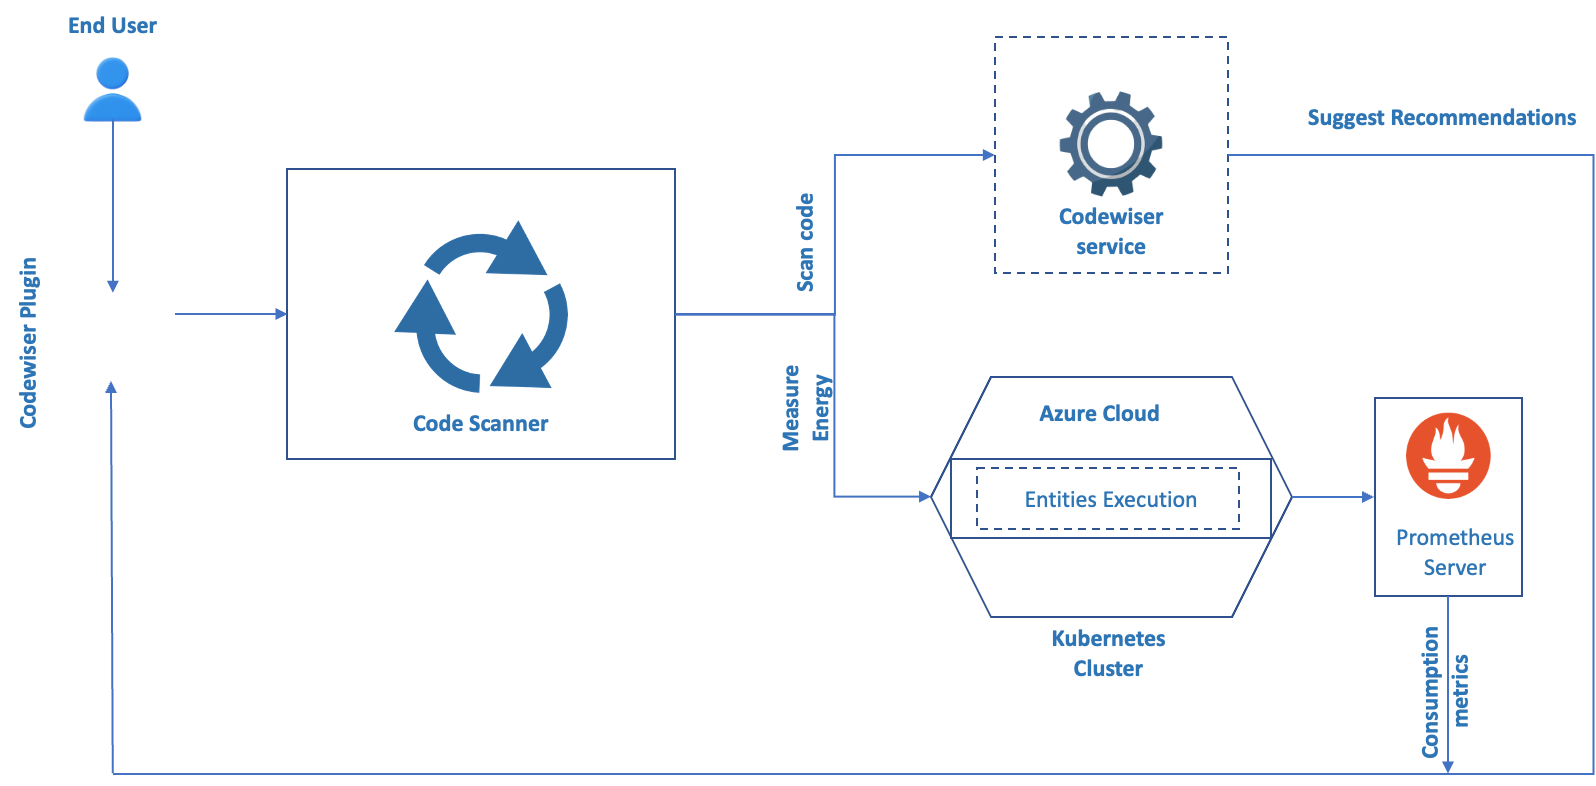 End User
Codewiser Plugin
Code Scanner
Scan code
Measure
Energy
Codewiser
service
Suggest Recommendations
Azure Cloud
Entities Execution
Kubernetes
Cluster
Prometheus
Server
Consumption
metrics